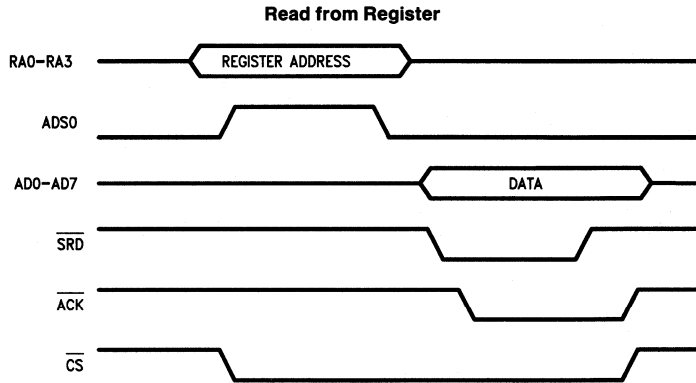 Read from Register
RA0-RA3
REGISTER ADDRESS
ADS0
AD0-AD7
DATA
SRD
ACK
CS